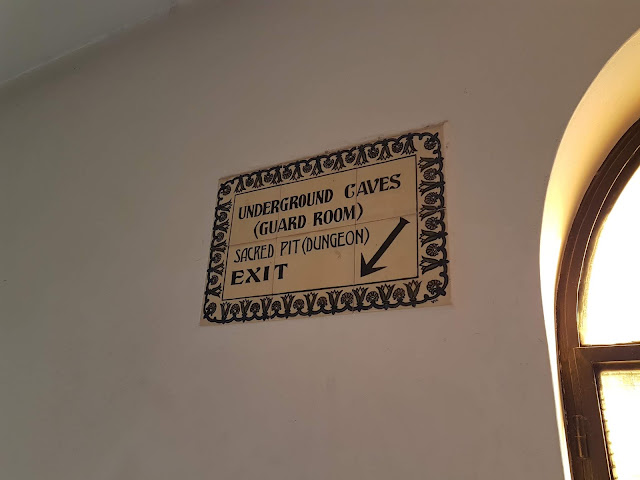 UNDERGROUND CAVES
(GUARD ROOM)
SACRED PIT (DUNGEON)
EXIT